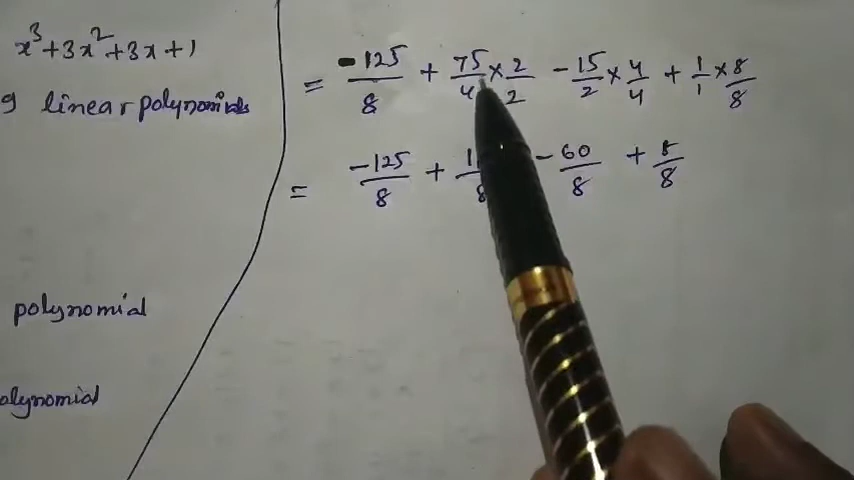 x³+3x²+3x+1
g linear polynomials
polynomial
olynomial
= -125/8 + 75/4 × 2/2 - 15/2 × 4/4 + 1/1 × 8/8
= -125/8 + /8 - 60/8 + 8/8